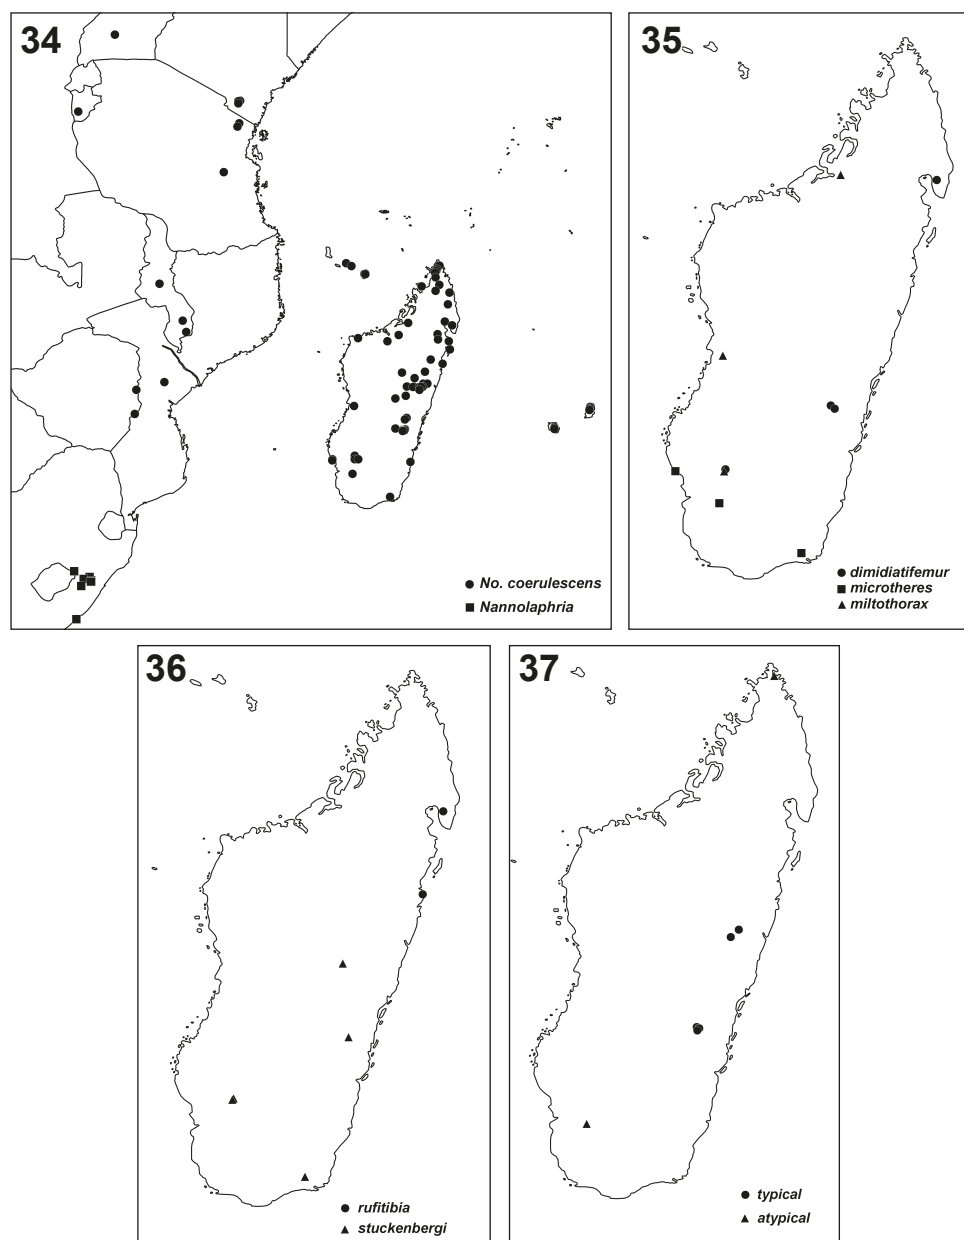 34
No. coerulescens
Nannolaphria
35
dimidiatifemur
microtheres
miltothorax
36
rufitibia
stuckenbergi
37
typical
atypical